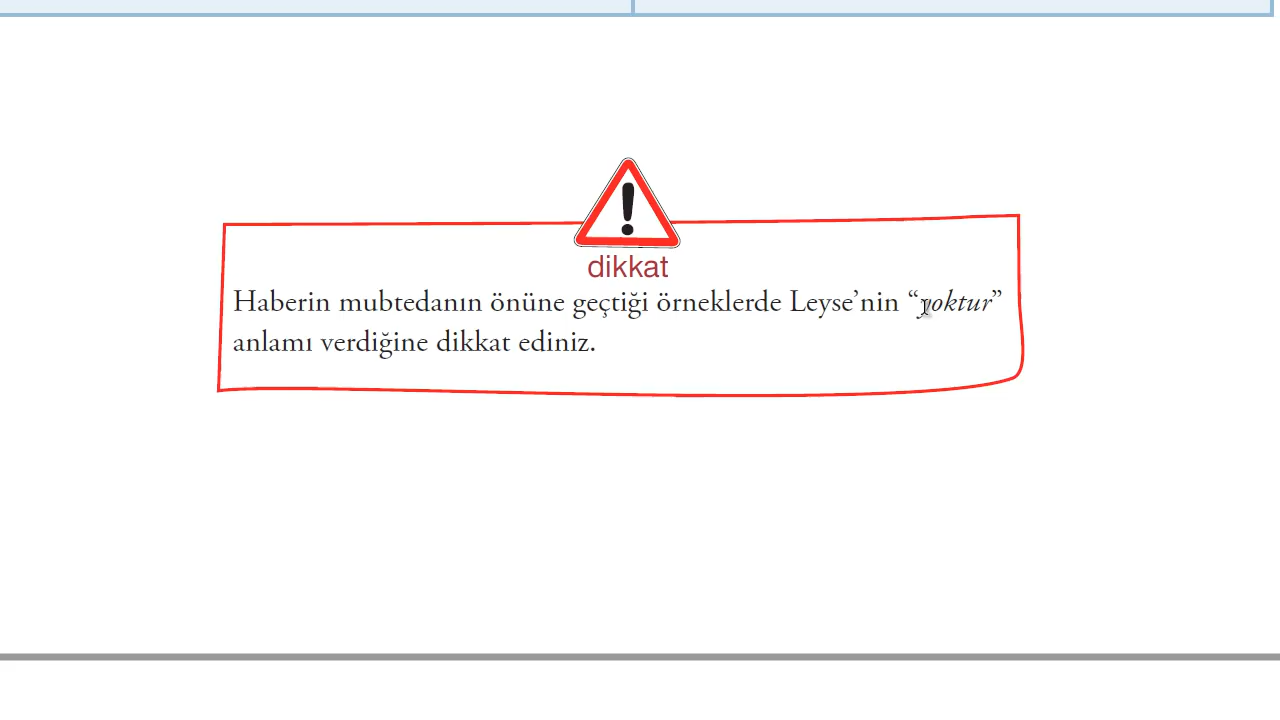 dikkat
Haberin mubtedanın önüne geçtiği örneklerde Leyse’nin “yoktur”
anlamı verdiğine dikkat ediniz.